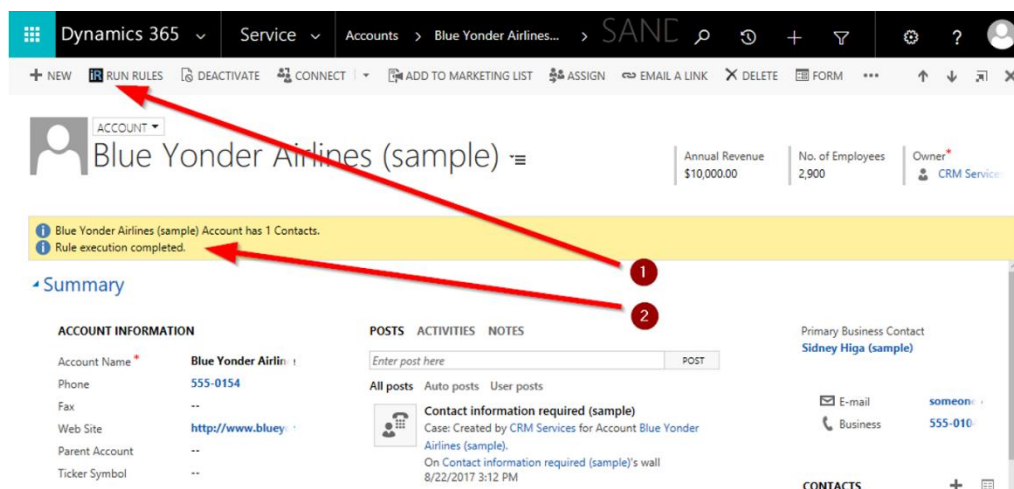 Dynamics 365 Service Accounts > Blue Yonder Airlines... > SAND ?
+ NEW iR RUN RULES DEACTIVATE CONNECT ADD TO MARKETING LIST ASSIGN EMAIL A LINK DELETE FORM ...
ACCOUNT
Blue Yonder Airlines (sample)
Annual Revenue No. of Employees Owner*
$10,000.00 2,900 CRM Services
Blue Yonder Airlines (sample) Account has 1 Contacts.
Rule execution completed.
1
Summary
2
ACCOUNT INFORMATION POSTS ACTIVITIES NOTES Primary Business Contact
Sidney Higa (sample)
Account Name * Blue Yonder Airlin Enter post here POST
Phone 555-0154 All posts Auto posts User posts
Fax -- Contact information required (sample) E-mail someone
Web Site http://www.bluey Case: Created by CRM Services for Account Blue Yonder Business 555-010
Airlines (sample).
Parent Account -- On Contact information required (sample)'s wall
Ticker Symbol -- 8/22/2017 3:12 PM
CONTACTS +